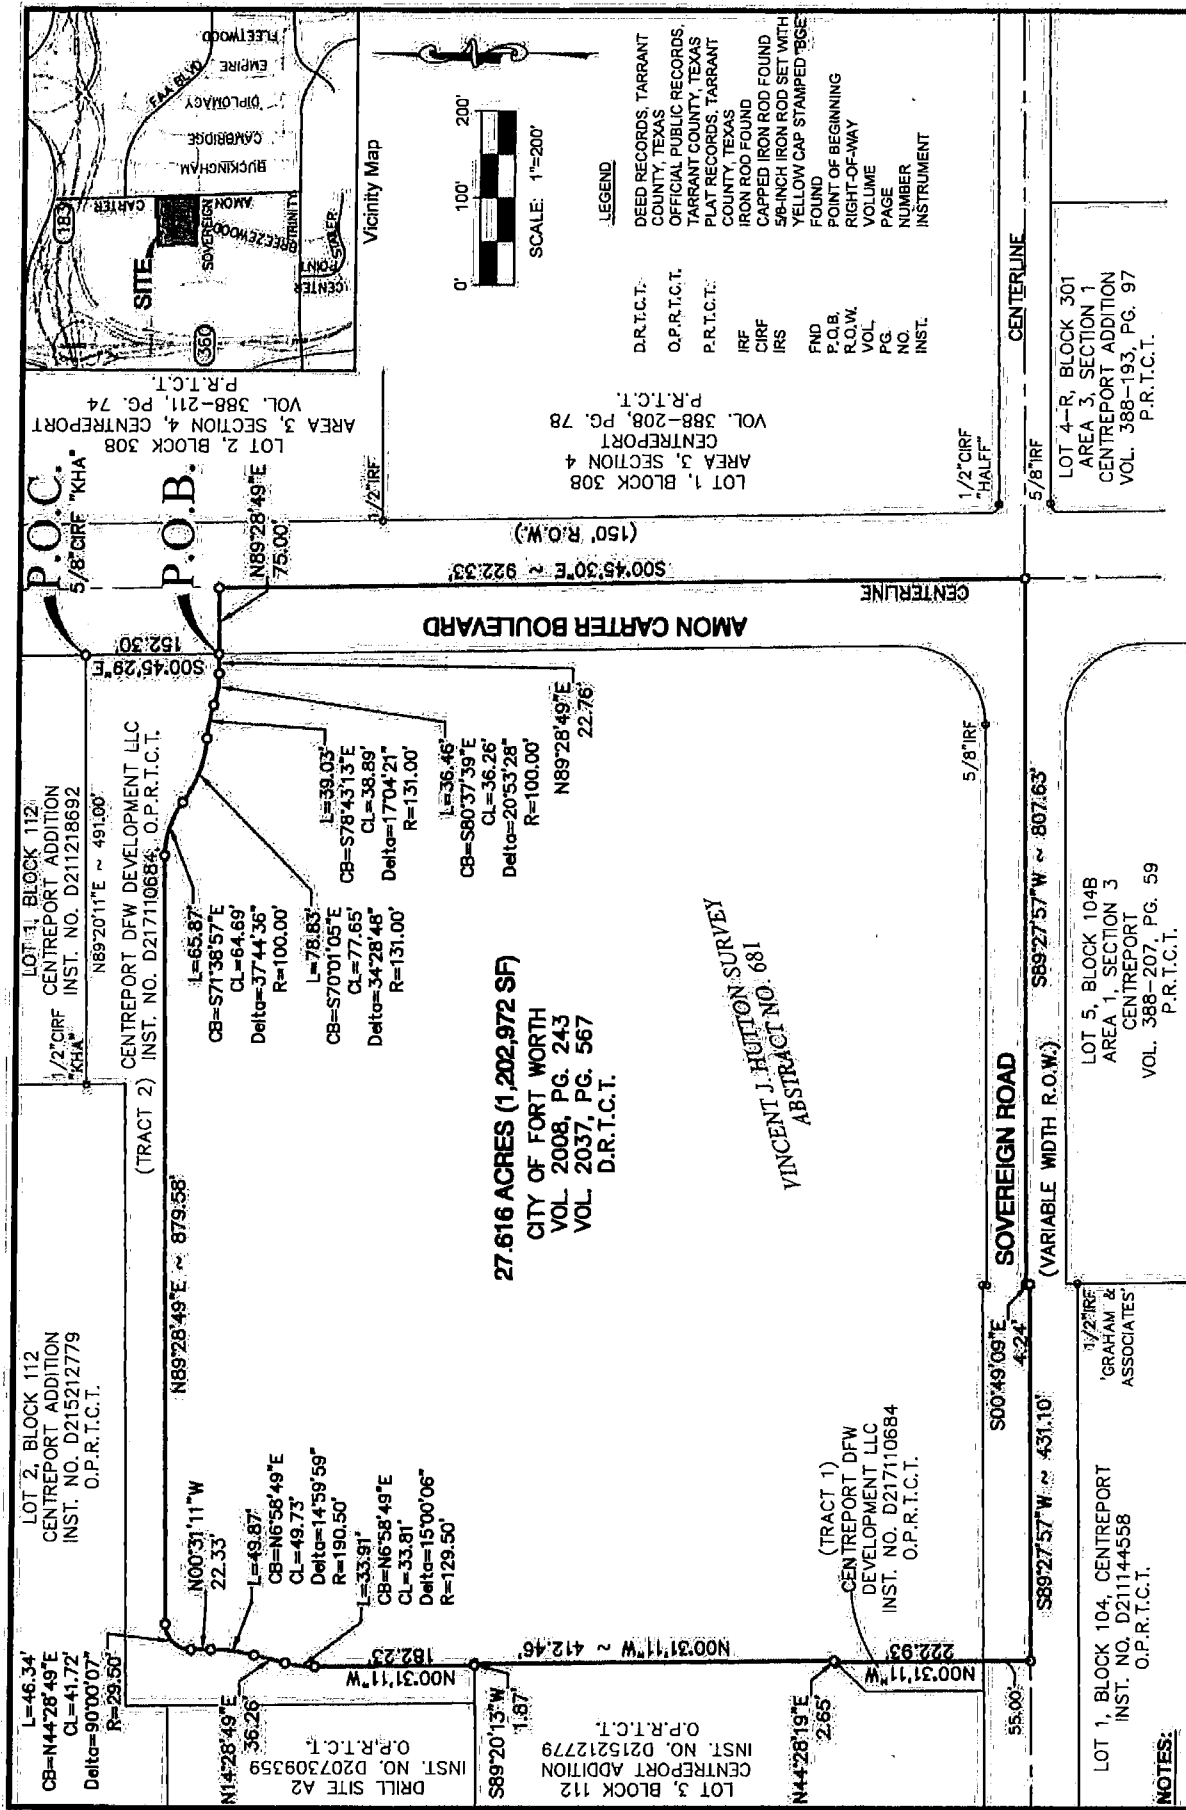 LOT 2, BLOCK 112
CENTREPORT ADDITION
INST. NO. D215212779
O.P.R.T.C.T.
LOT 1, BLOCK 112
CENTREPORT ADDITION
INST. NO. D211218692
1/2"CIRF
"KHA"
N89°20'11"E ~ 491.00'
P.O.C.
5/8"CIRF "KHA"
P.O.B.
S00°45'29"E
152.30'
N89°28'49"E
75.00'
(TRACT 2)
CENTREPORT DFW DEVELOPMENT LLC
INST. NO. D217110684, O.P.R.T.C.T.
L=46.34'
CB=N44°28'49"E
CL=41.72'
Delta=90°00'07"
R=29.50'
N89°28'49"E ~ 879.58'
N00°31'11"W
22.33'
L=49.87'
CB=N6°58'49"E
CL=49.73'
Delta=14°59'59"
R=190.50'
L=33.91'
CB=N6°58'49"E
CL=33.81'
Delta=15°00'06"
R=129.50'
N14°28'49"E
36.26'
L=65.87'
CB=S71°38'57"E
CL=64.69'
Delta=37°44'36"
R=100.00'
L=78.83'
CB=S70°01'05"E
CL=77.65'
Delta=34°28'48"
R=131.00'
L=39.03'
CB=S78°43'13"E
CL=38.89'
Delta=17°04'21"
R=131.00'
L=36.46'
CB=S80°37'39"E
CL=36.26'
Delta=20°53'28"
R=100.00'
N89°28'49"E
22.76'
DRILL SITE A2
INST. NO. D207309359
O.P.R.T.C.T.
N00°31'11"W
182.23'
S89°20'13"W
1.87'
LOT 3, BLOCK 112
CENTREPORT ADDITION
INST. NO. D215212779
O.P.R.T.C.T.
N00°31'11"W ~ 412.46'
N44°28'19"E
2.65'
N00°31'11"W
222.93'
55.00'
(TRACT 1)
CENTREPORT DFW
DEVELOPMENT LLC
INST. NO. D217110684
O.P.R.T.C.T.
27.616 ACRES (1,202,972 SF)
CITY OF FORT WORTH
VOL. 2008, PG. 243
VOL. 2037, PG. 567
D.R.T.C.T.
VINCENT J. HUTTON SURVEY
ABSTRACT NO. 681
AMON CARTER BOULEVARD
CENTERLINE
S00°45'30"E ~ 922.33'
(150' R.O.W.)
1/2"IRF
LOT 2, BLOCK 308
AREA 3, SECTION 4, CENTREPORT
VOL. 388-211, PG. 74
P.R.T.C.T.
LOT 1, BLOCK 308
AREA 3, SECTION 4
CENTREPORT
VOL. 388-208, PG. 78
P.R.T.C.T.
183
360
SITE
AMON
CARTER
SOVEREIGN
BREEZEWOOD
TRINITY
CENTER
POINT
STALER
BUCKINGHAM
CAMBRIDGE
DIPLOMACY
EMPIRE
FLEETWOOD
FAA BLVD
Vicinity Map
0' 100' 200'
SCALE: 1"=200'
LEGEND
D.R.T.C.T. DEED RECORDS, TARRANT
COUNTY, TEXAS
O.P.R.T.C.T. OFFICIAL PUBLIC RECORDS,
TARRANT COUNTY, TEXAS
P.R.T.C.T. PLAT RECORDS, TARRANT
COUNTY, TEXAS
IRF IRON ROD FOUND
CIRF CAPPED IRON ROD FOUND
IRS 5/8-INCH IRON ROD SET WITH
YELLOW CAP STAMPED "BGE"
FND FOUND
P.O.B. POINT OF BEGINNING
R.O.W. RIGHT-OF-WAY
VOL. VOLUME
PG. PAGE
NO. NUMBER
INST. INSTRUMENT
1/2"CIRF
"HALFF"
CENTERLINE
5/8"IRF
LOT 4-R, BLOCK 301
AREA 3, SECTION 1
CENTREPORT ADDITION
VOL. 388-193, PG. 97
P.R.T.C.T.
5/8"IRF
SOVEREIGN ROAD
(VARIABLE WIDTH R.O.W.)
S89°27'57"W ~ 807.63'
S00°49'09"E
4.24'
S89°27'57"W ~ 431.10'
1/2"IRF
'GRAHAM &
ASSOCIATES'
LOT 1, BLOCK 104, CENTREPORT
INST. NO. D211144558
O.P.R.T.C.T.
LOT 5, BLOCK 104B
AREA 1, SECTION 3
CENTREPORT
VOL. 388-207, PG. 59
P.R.T.C.T.
NOTES: